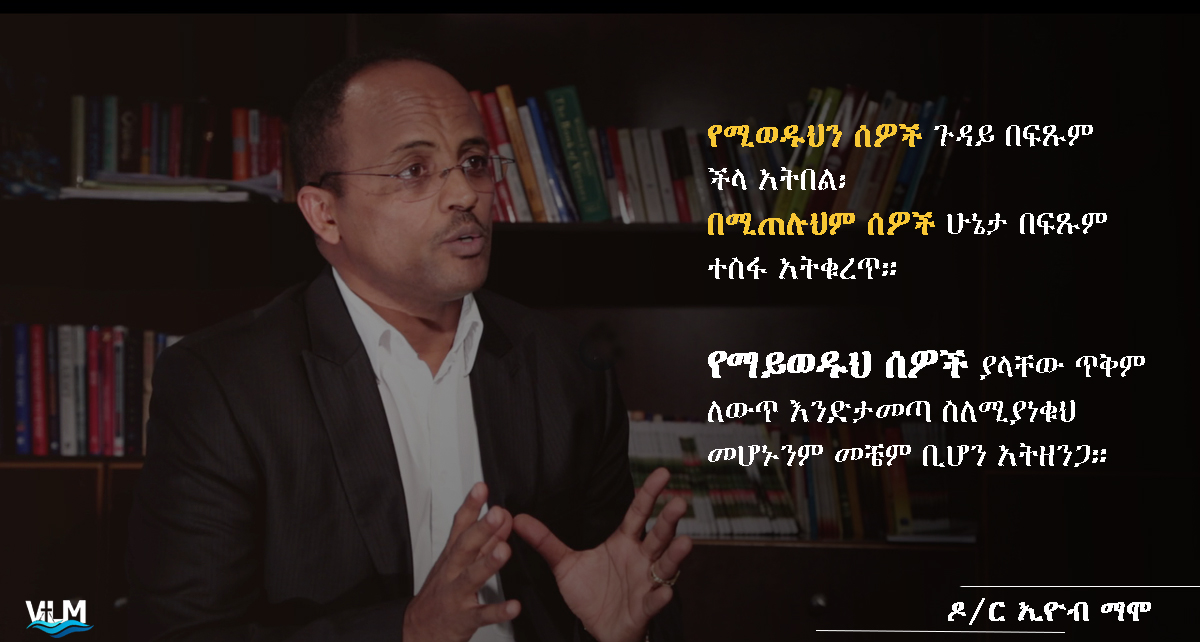 የሚወዱህን ሰዎች ጉዳይ በፍጹም
ችላ አትበል፤
በሚጠሉህም ሰዎች ሁኔታ በፍጹም
ተስፋ አትቁረጥ።
የማይወዱህ ሰዎች ያላቸው ጥቅም
ለውጥ እንድታመጣ ስለሚያነቁህ
መሆኑንም መቼም ቢሆን አትዘንጋ።
ዶ/ር ኢዮብ ማሞ
VLM